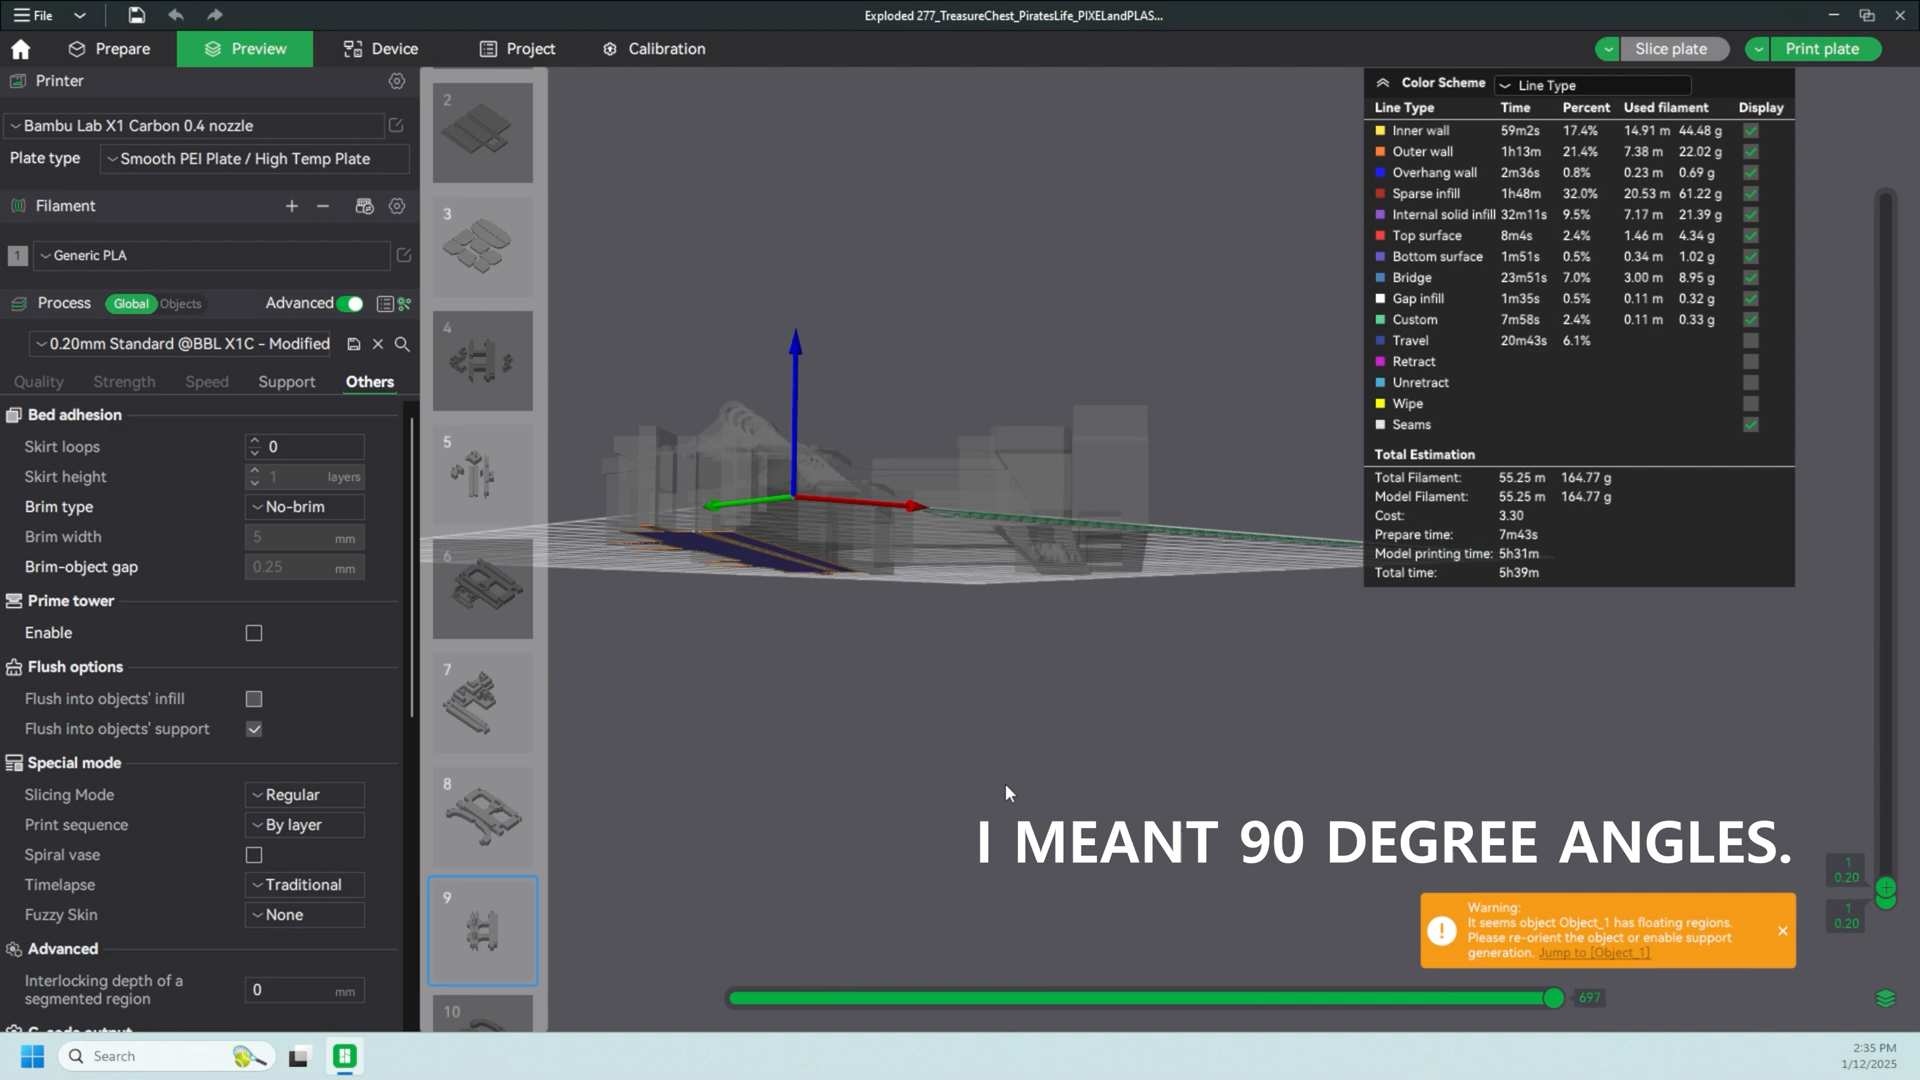 File
Exploded 277_TreasureChest_PiratesLife_PIXELandPLAS...
Prepare
Preview
Device
Project
Calibration
Slice plate
Print plate
Printer
Bambu Lab X1 Carbon 0.4 nozzle
Plate type Smooth PEI Plate / High Temp Plate
Filament
1 Generic PLA
Process Global Objects Advanced
0.20mm Standard @BBL X1C - Modified
Quality Strength Speed Support Others
Bed adhesion
Skirt loops 0
Skirt height 1 layers
Brim type No-brim
Brim width 5 mm
Brim-object gap 0.25 mm
Prime tower
Enable
Flush options
Flush into objects' infill
Flush into objects' support
Special mode
Slicing Mode Regular
Print sequence By layer
Spiral vase
Timelapse Traditional
Fuzzy Skin None
Advanced
Interlocking depth of a
segmented region 0 mm
2
3
4
5
6
7
8
9
10
Color Scheme Line Type
Line Type Time Percent Used filament Display
Inner wall 59m2s 17.4% 14.91 m 44.48 g
Outer wall 1h13m 21.4% 7.38 m 22.02 g
Overhang wall 2m36s 0.8% 0.23 m 0.69 g
Sparse infill 1h48m 32.0% 20.53 m 61.22 g
Internal solid infill 32m11s 9.5% 7.17 m 21.39 g
Top surface 8m4s 2.4% 1.46 m 4.34 g
Bottom surface 1m51s 0.5% 0.34 m 1.02 g
Bridge 23m51s 7.0% 3.00 m 8.95 g
Gap infill 1m35s 0.5% 0.11 m 0.32 g
Custom 7m58s 2.4% 0.11 m 0.33 g
Travel 20m43s 6.1%
Retract
Unretract
Wipe
Seams
Total Estimation
Total Filament: 55.25 m 164.77 g
Model Filament: 55.25 m 164.77 g
Cost: 3.30
Prepare time: 7m43s
Model printing time: 5h31m
Total time: 5h39m
I MEANT 90 DEGREE ANGLES.
1
0.20
1
0.20
Warning:
It seems object Object_1 has floating regions.
Please re-orient the object or enable support
generation. Jump to [Object_1]
697
Search
2:35 PM
1/12/2025